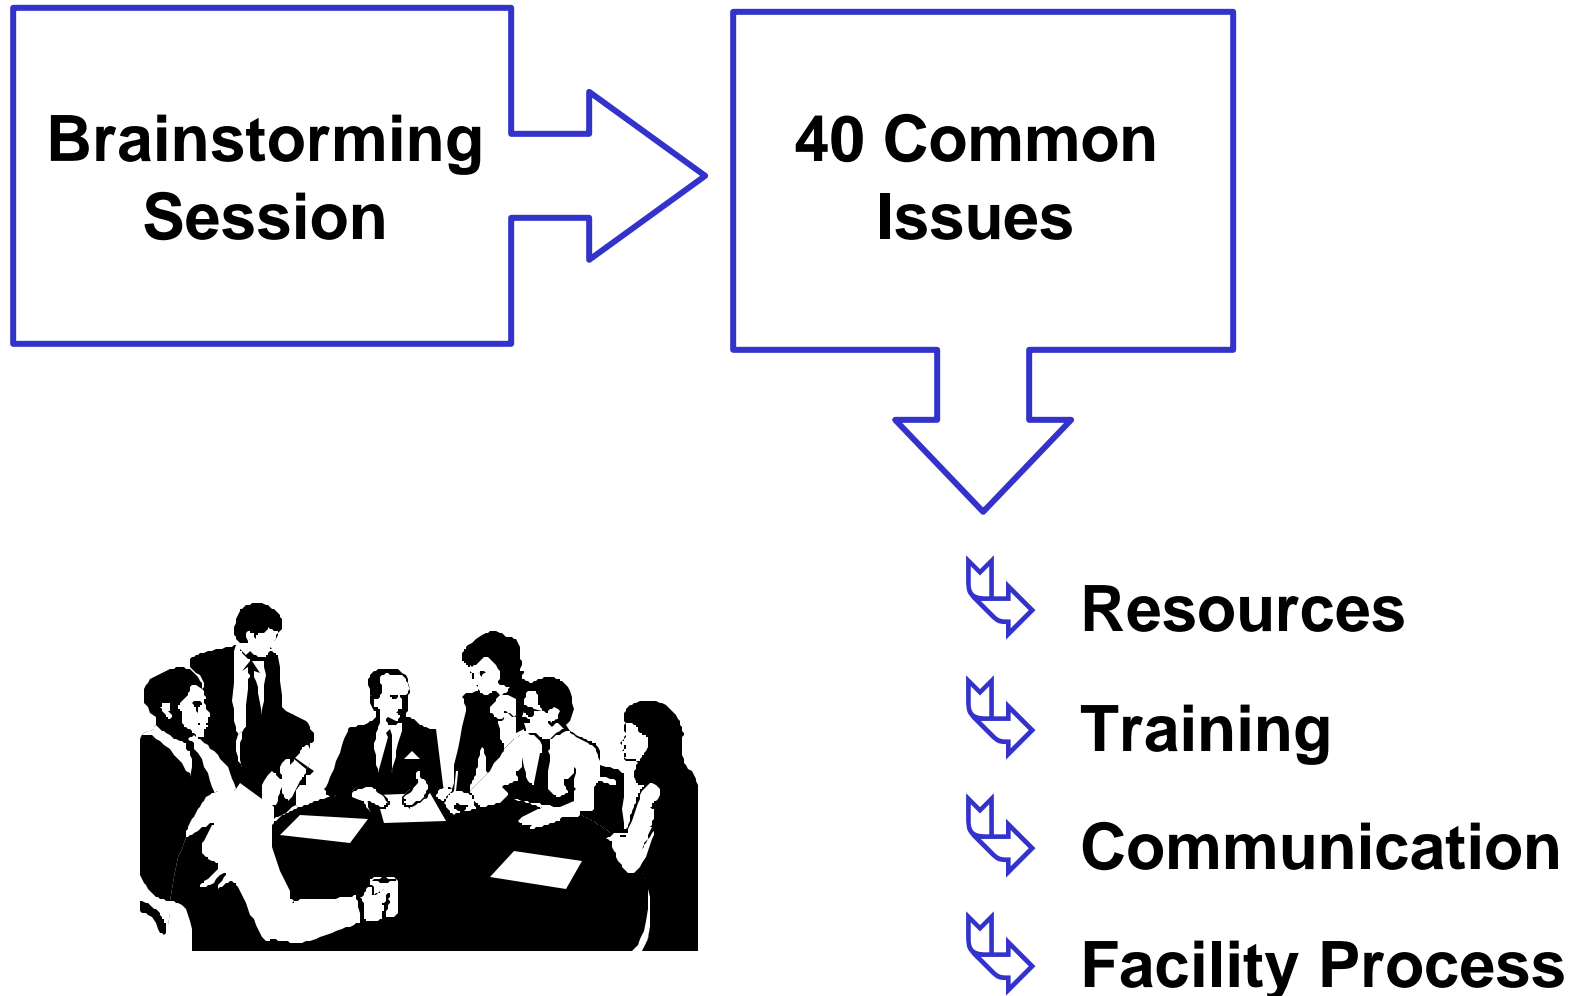 Brainstorming
Session
40 Common
Issues
Resources
Training
Communication
Facility Process